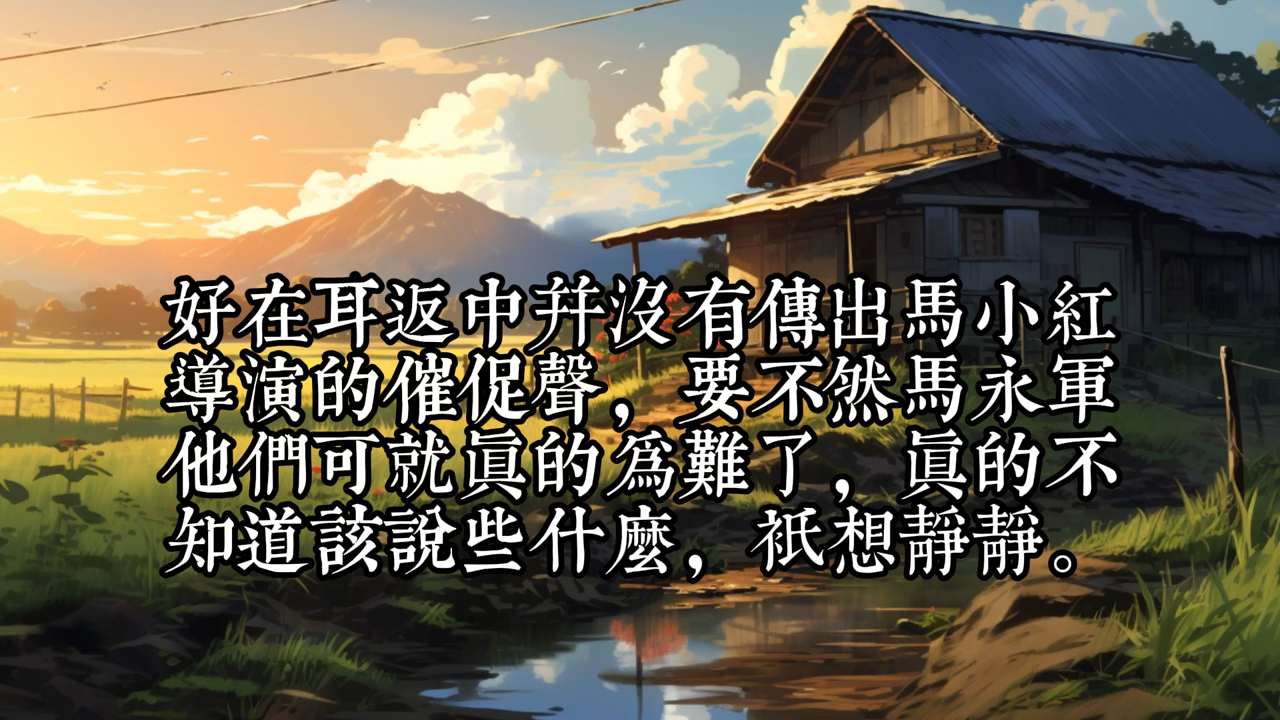 好在耳返中并沒有傳出馬小紅
導演的催促聲，要不然馬永軍
他們可就眞的爲難了，眞的不
知道該說些什麼，衹想靜靜。